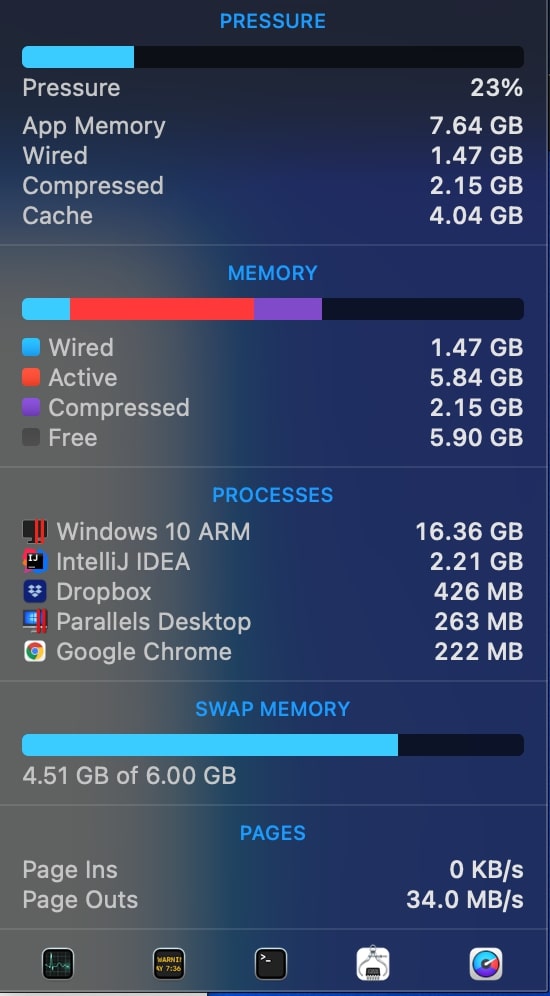 PRESSURE
Pressure 23%
App Memory 7.64 GB
Wired 1.47 GB
Compressed 2.15 GB
Cache 4.04 GB
MEMORY
Wired 1.47 GB
Active 5.84 GB
Compressed 2.15 GB
Free 5.90 GB
PROCESSES
Windows 10 ARM 16.36 GB
IJ IntelliJ IDEA 2.21 GB
Dropbox 426 MB
Parallels Desktop 263 MB
Google Chrome 222 MB
SWAP MEMORY
4.51 GB of 6.00 GB
PAGES
Page Ins 0 KB/s
Page Outs 34.0 MB/s
WARNI
AY 7:36
>_